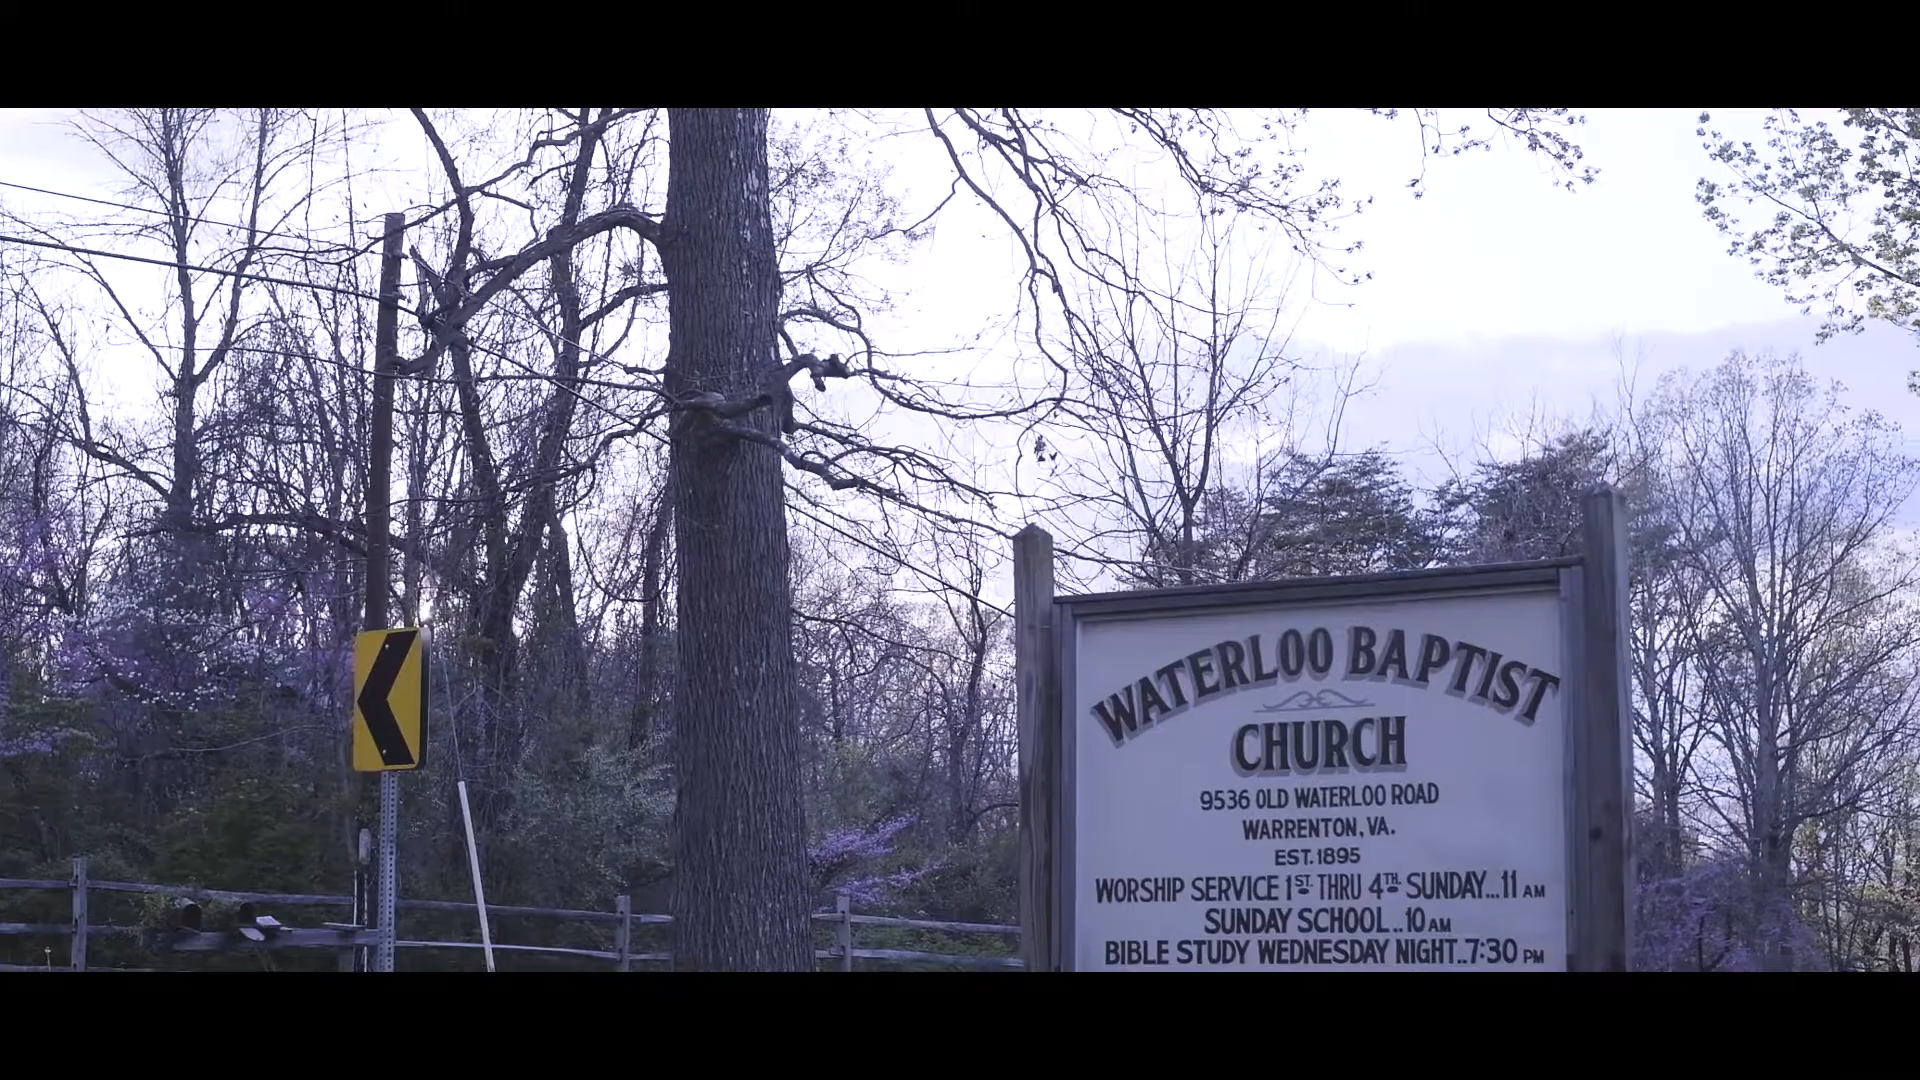 WATERLOO BAPTIST
CHURCH
9536 OLD WATERLOO ROAD
WARRENTON, VA.
EST. 1895
WORSHIP SERVICE 1ST. THRU 4TH. SUNDAY...11 AM
SUNDAY SCHOOL..10 AM
BIBLE STUDY WEDNESDAY NIGHT..7:30 PM